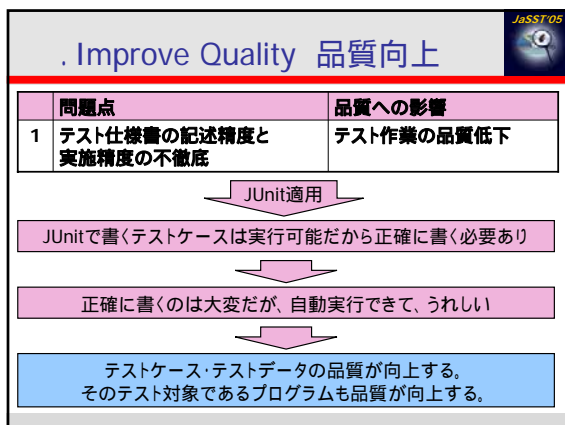 JaSST'05
. Improve Quality 品質向上
問題点 品質への影響
1 テスト仕様書の記述精度と テスト作業の品質低下
実施精度の不徹底
JUnit適用
JUnitで書くテストケースは実行可能だから正確に書く必要あり
正確に書くのは大変だが、自動実行できて、うれしい
テストケース・テストデータの品質が向上する。
そのテスト対象であるプログラムも品質が向上する。